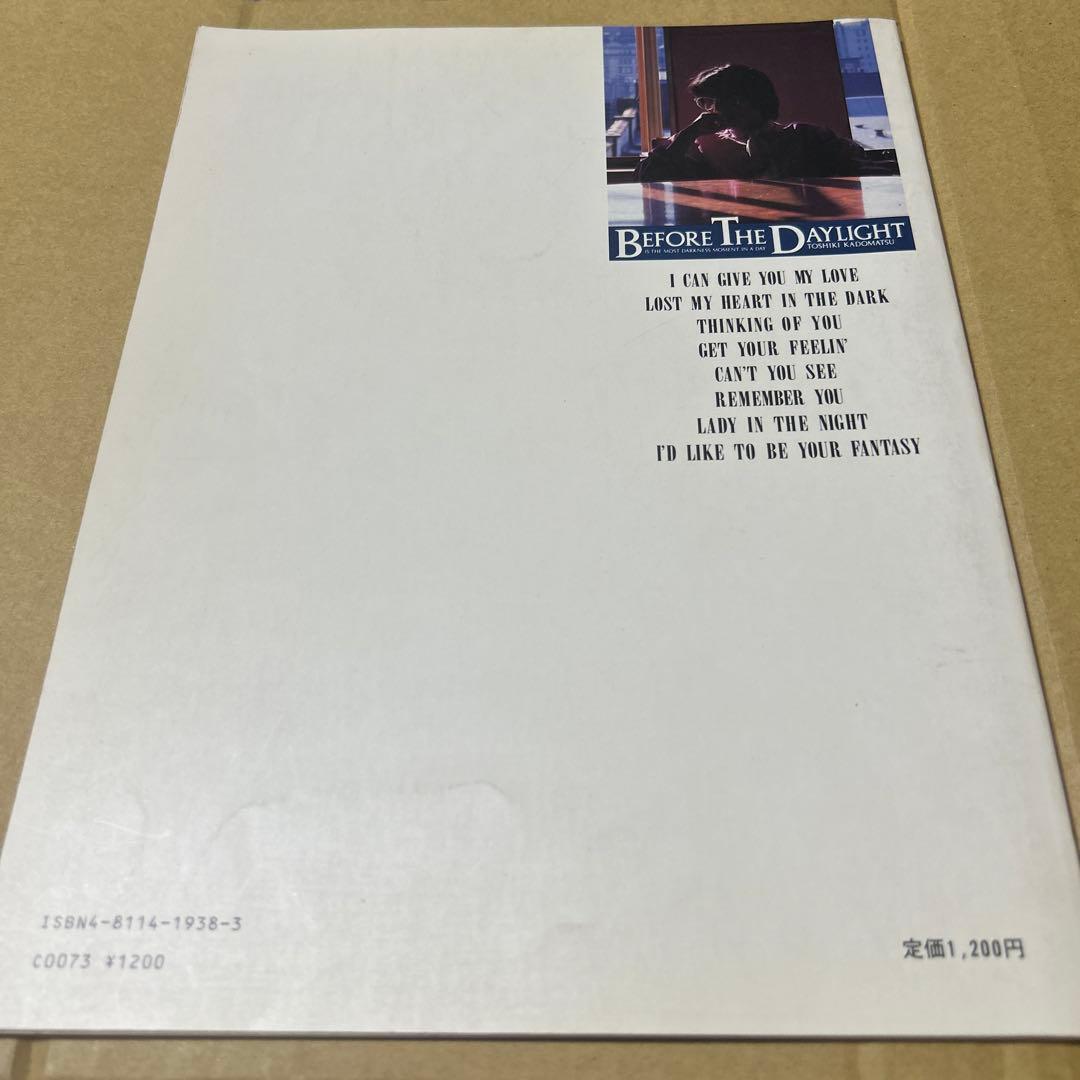 BEFORE THE DAYLIGHT
IS THE MOST DARKNESS MOMENT IN A DAY
TOSHIKI KADOMATSU
I CAN GIVE YOU MY LOVE
LOST MY HEART IN THE DARK
THINKING OF YOU
GET YOUR FEELIN'
CAN'T YOU SEE
REMEMBER YOU
LADY IN THE NIGHT
I'D LIKE TO BE YOUR FANTASY
ISBN4-8114-1938-3
C0073 ¥1200
定価1,200円